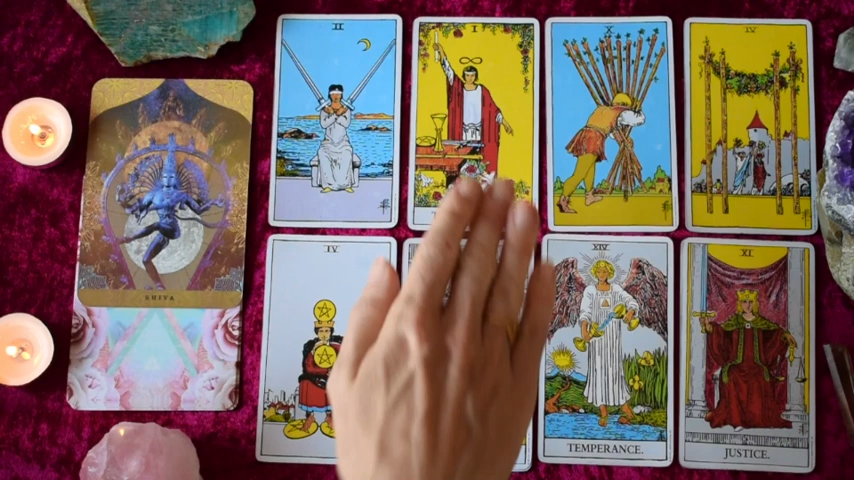 II
I
X
IV
SHIVA
IV
XIV
XI
TEMPERANCE.
JUSTICE.